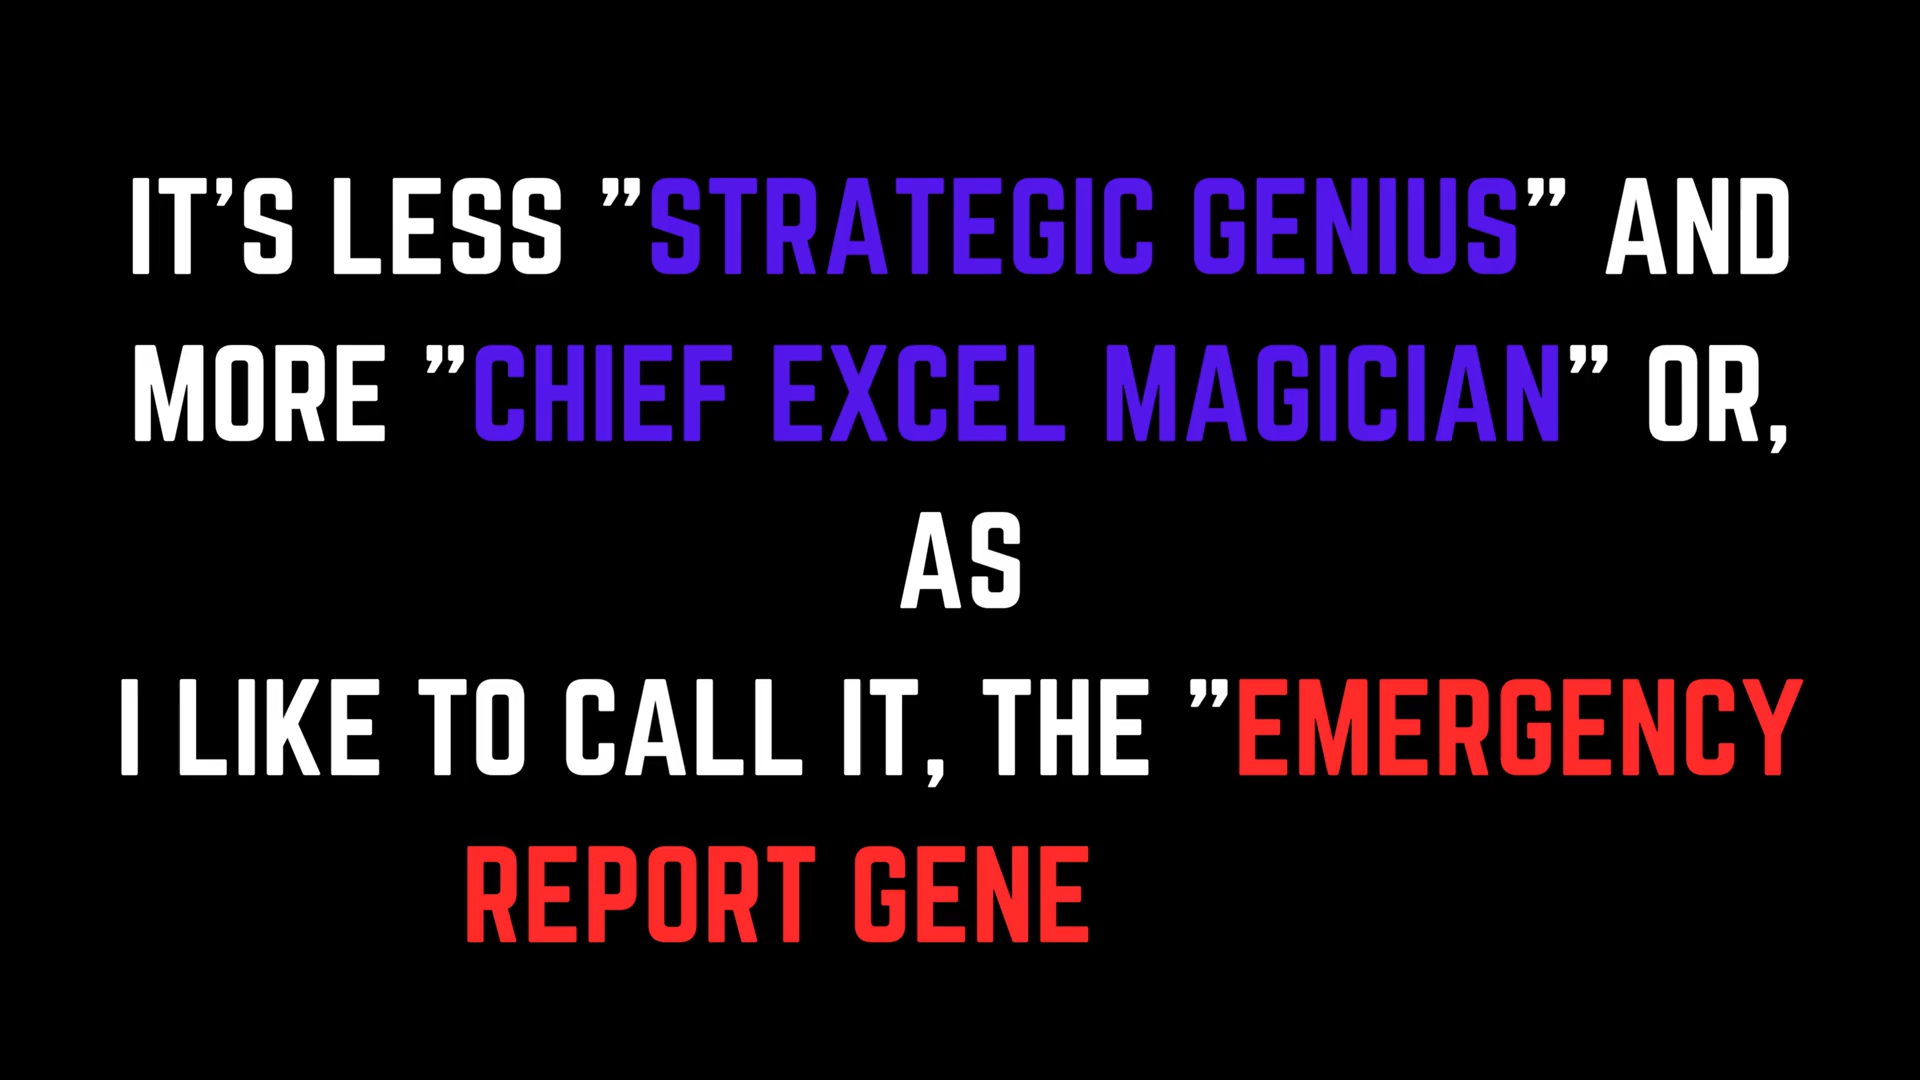 IT'S LESS "STRATEGIC GENIUS" AND
MORE "CHIEF EXCEL MAGICIAN" OR,
AS
I LIKE TO CALL IT, THE "EMERGENCY
REPORT GENE